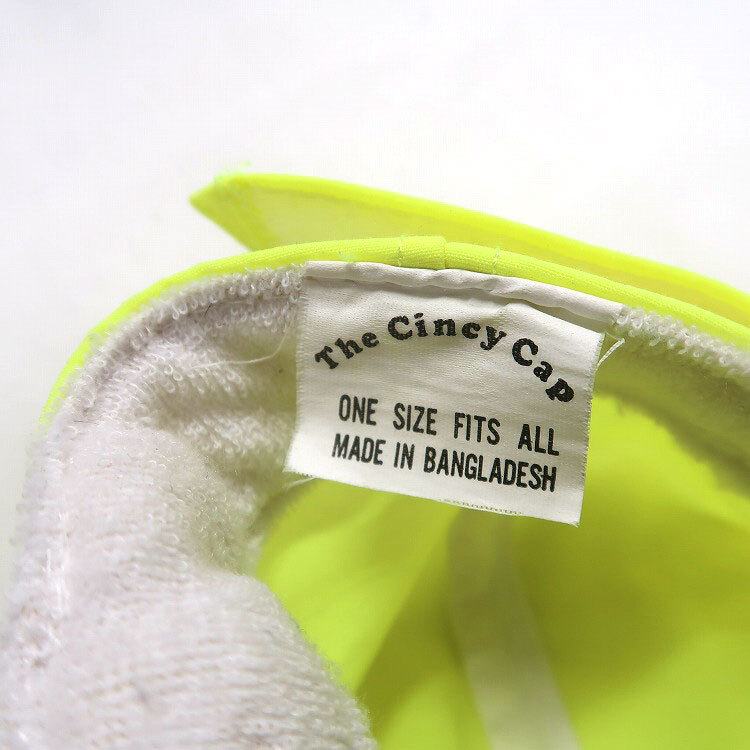 The Cincy Cap
ONE SIZE FITS ALL
MADE IN BANGLADESH